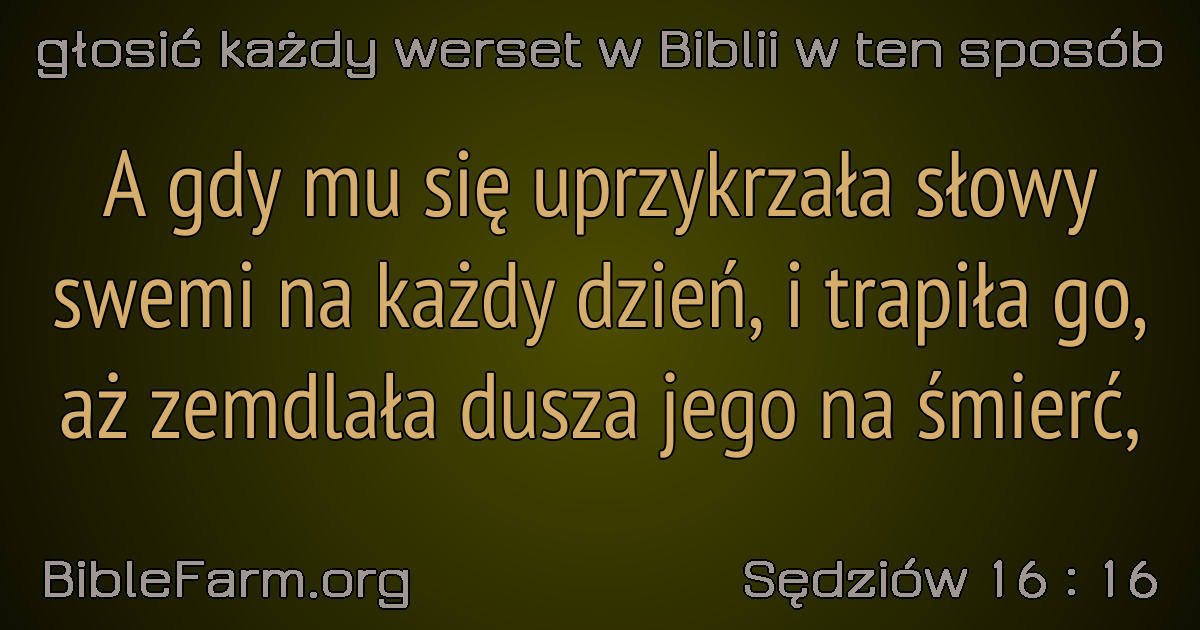 głosić każdy werset w Biblii w ten sposób
A gdy mu się uprzykrzała słowy
swemi na każdy dzień, i trapiła go,
aż zemdlała dusza jego na śmierć,
BibleFarm.org
Sędziów 16 : 16